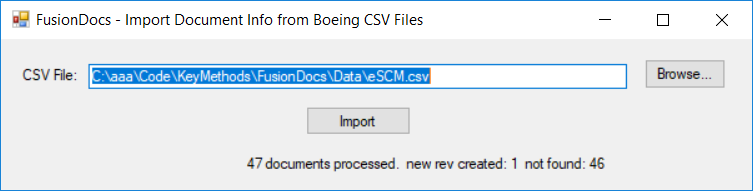 FusionDocs - Import Document Info from Boeing CSV Files
CSV File: C:\aaa\Code\KeyMethods\FusionDocs\Data\eSCM.csv Browse...
Import
47 documents processed.  new rev created: 1  not found: 46